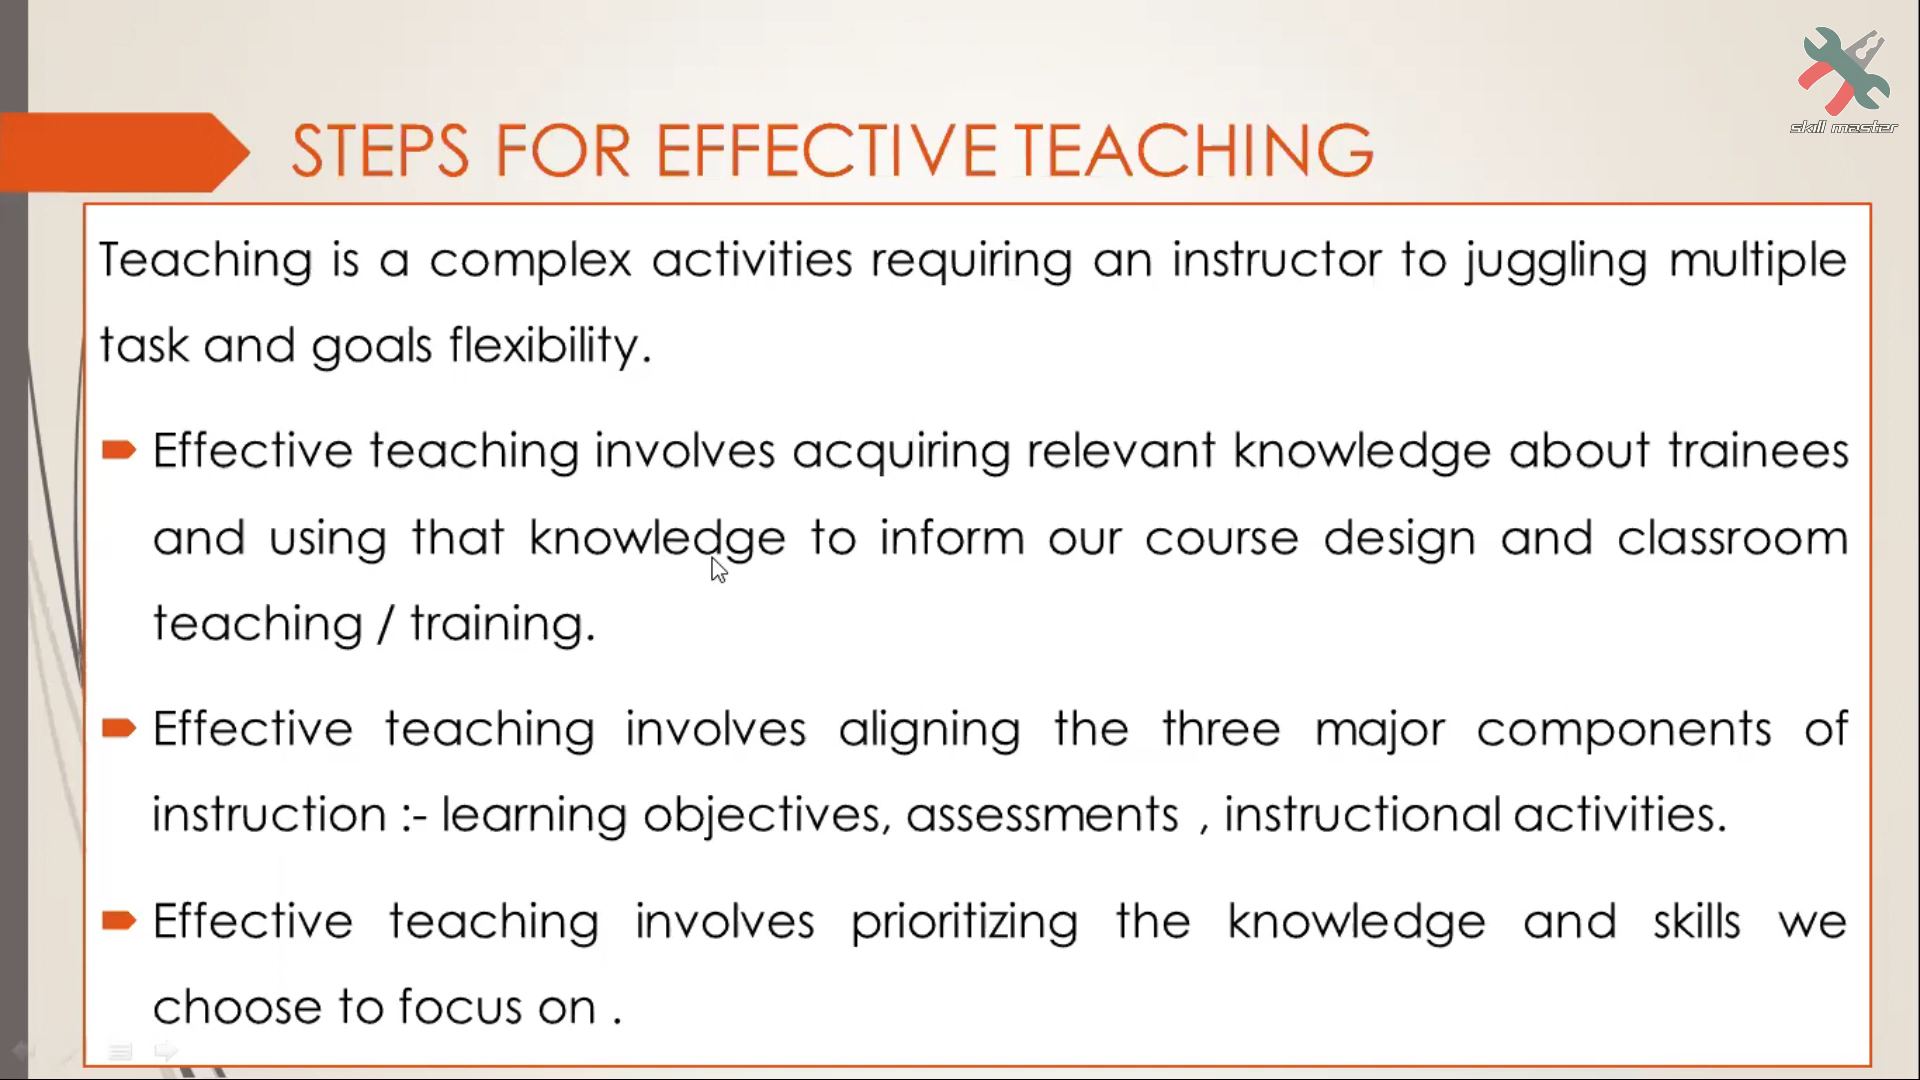 skill master
STEPS FOR EFFECTIVE TEACHING
Teaching is a complex activities requiring an instructor to juggling multiple
task and goals flexibility.
Effective teaching involves acquiring relevant knowledge about trainees
and using that knowledge to inform our course design and classroom
teaching / training.
Effective teaching involves aligning the three major components of
instruction :- learning objectives, assessments , instructional activities.
Effective teaching involves prioritizing the knowledge and skills we
choose to focus on .